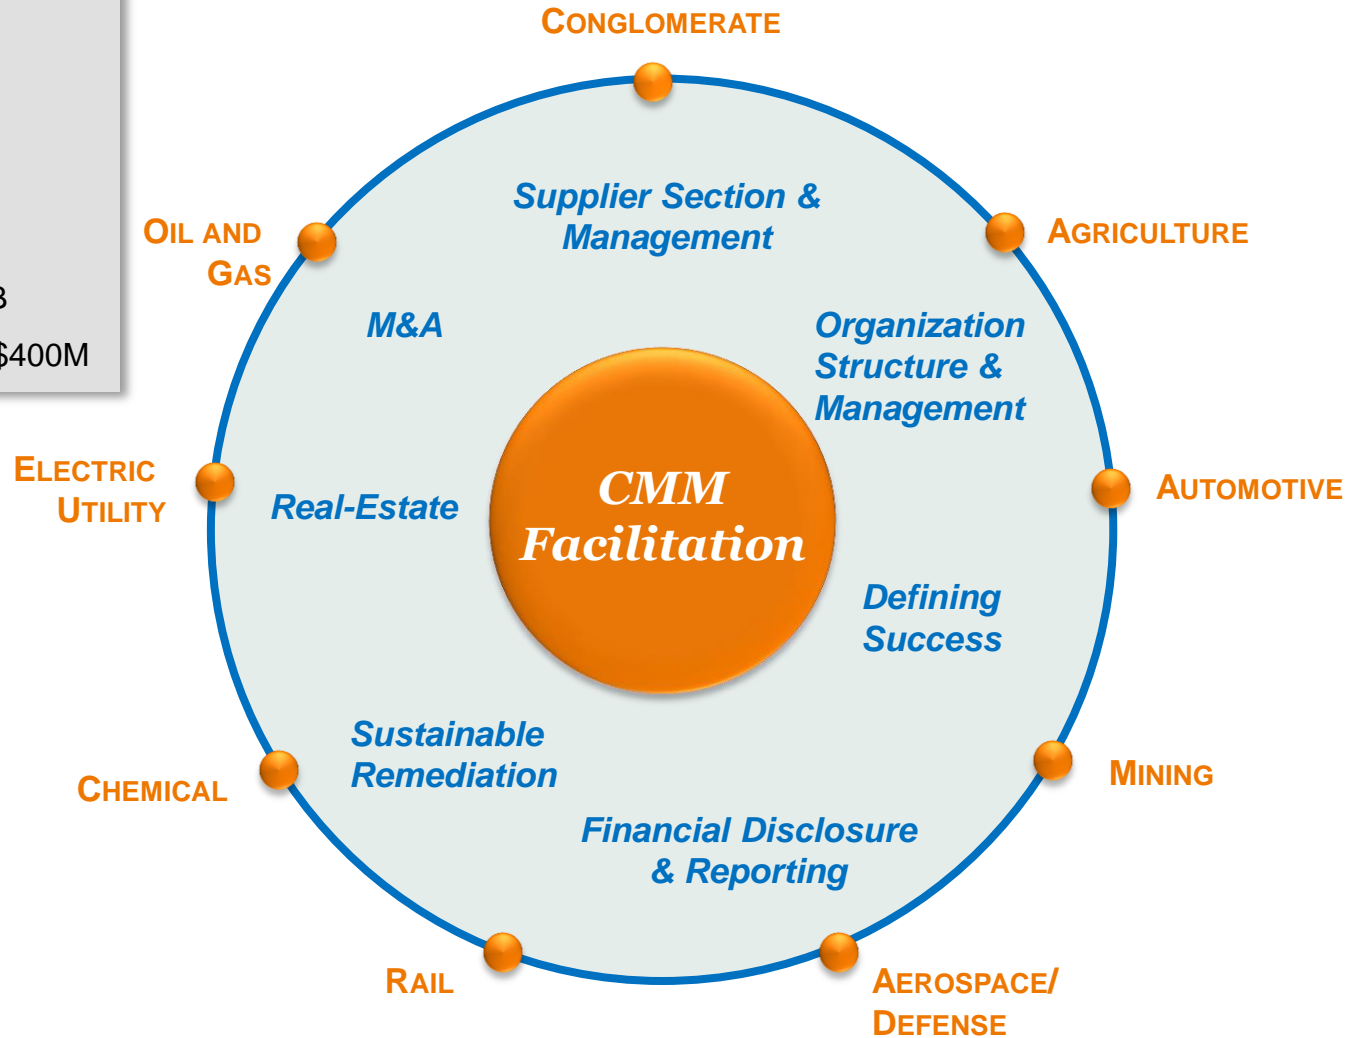 CONGLOMERATE
Supplier Section &
Management
OIL AND
GAS
AGRICULTURE
B
$400M
M&A
Organization
Structure &
Management
ELECTRIC
UTILITY
Real-Estate
CMM
Facilitation
AUTOMOTIVE
Defining
Success
Sustainable
Remediation
CHEMICAL
MINING
Financial Disclosure
& Reporting
RAIL
AEROSPACE/
DEFENSE